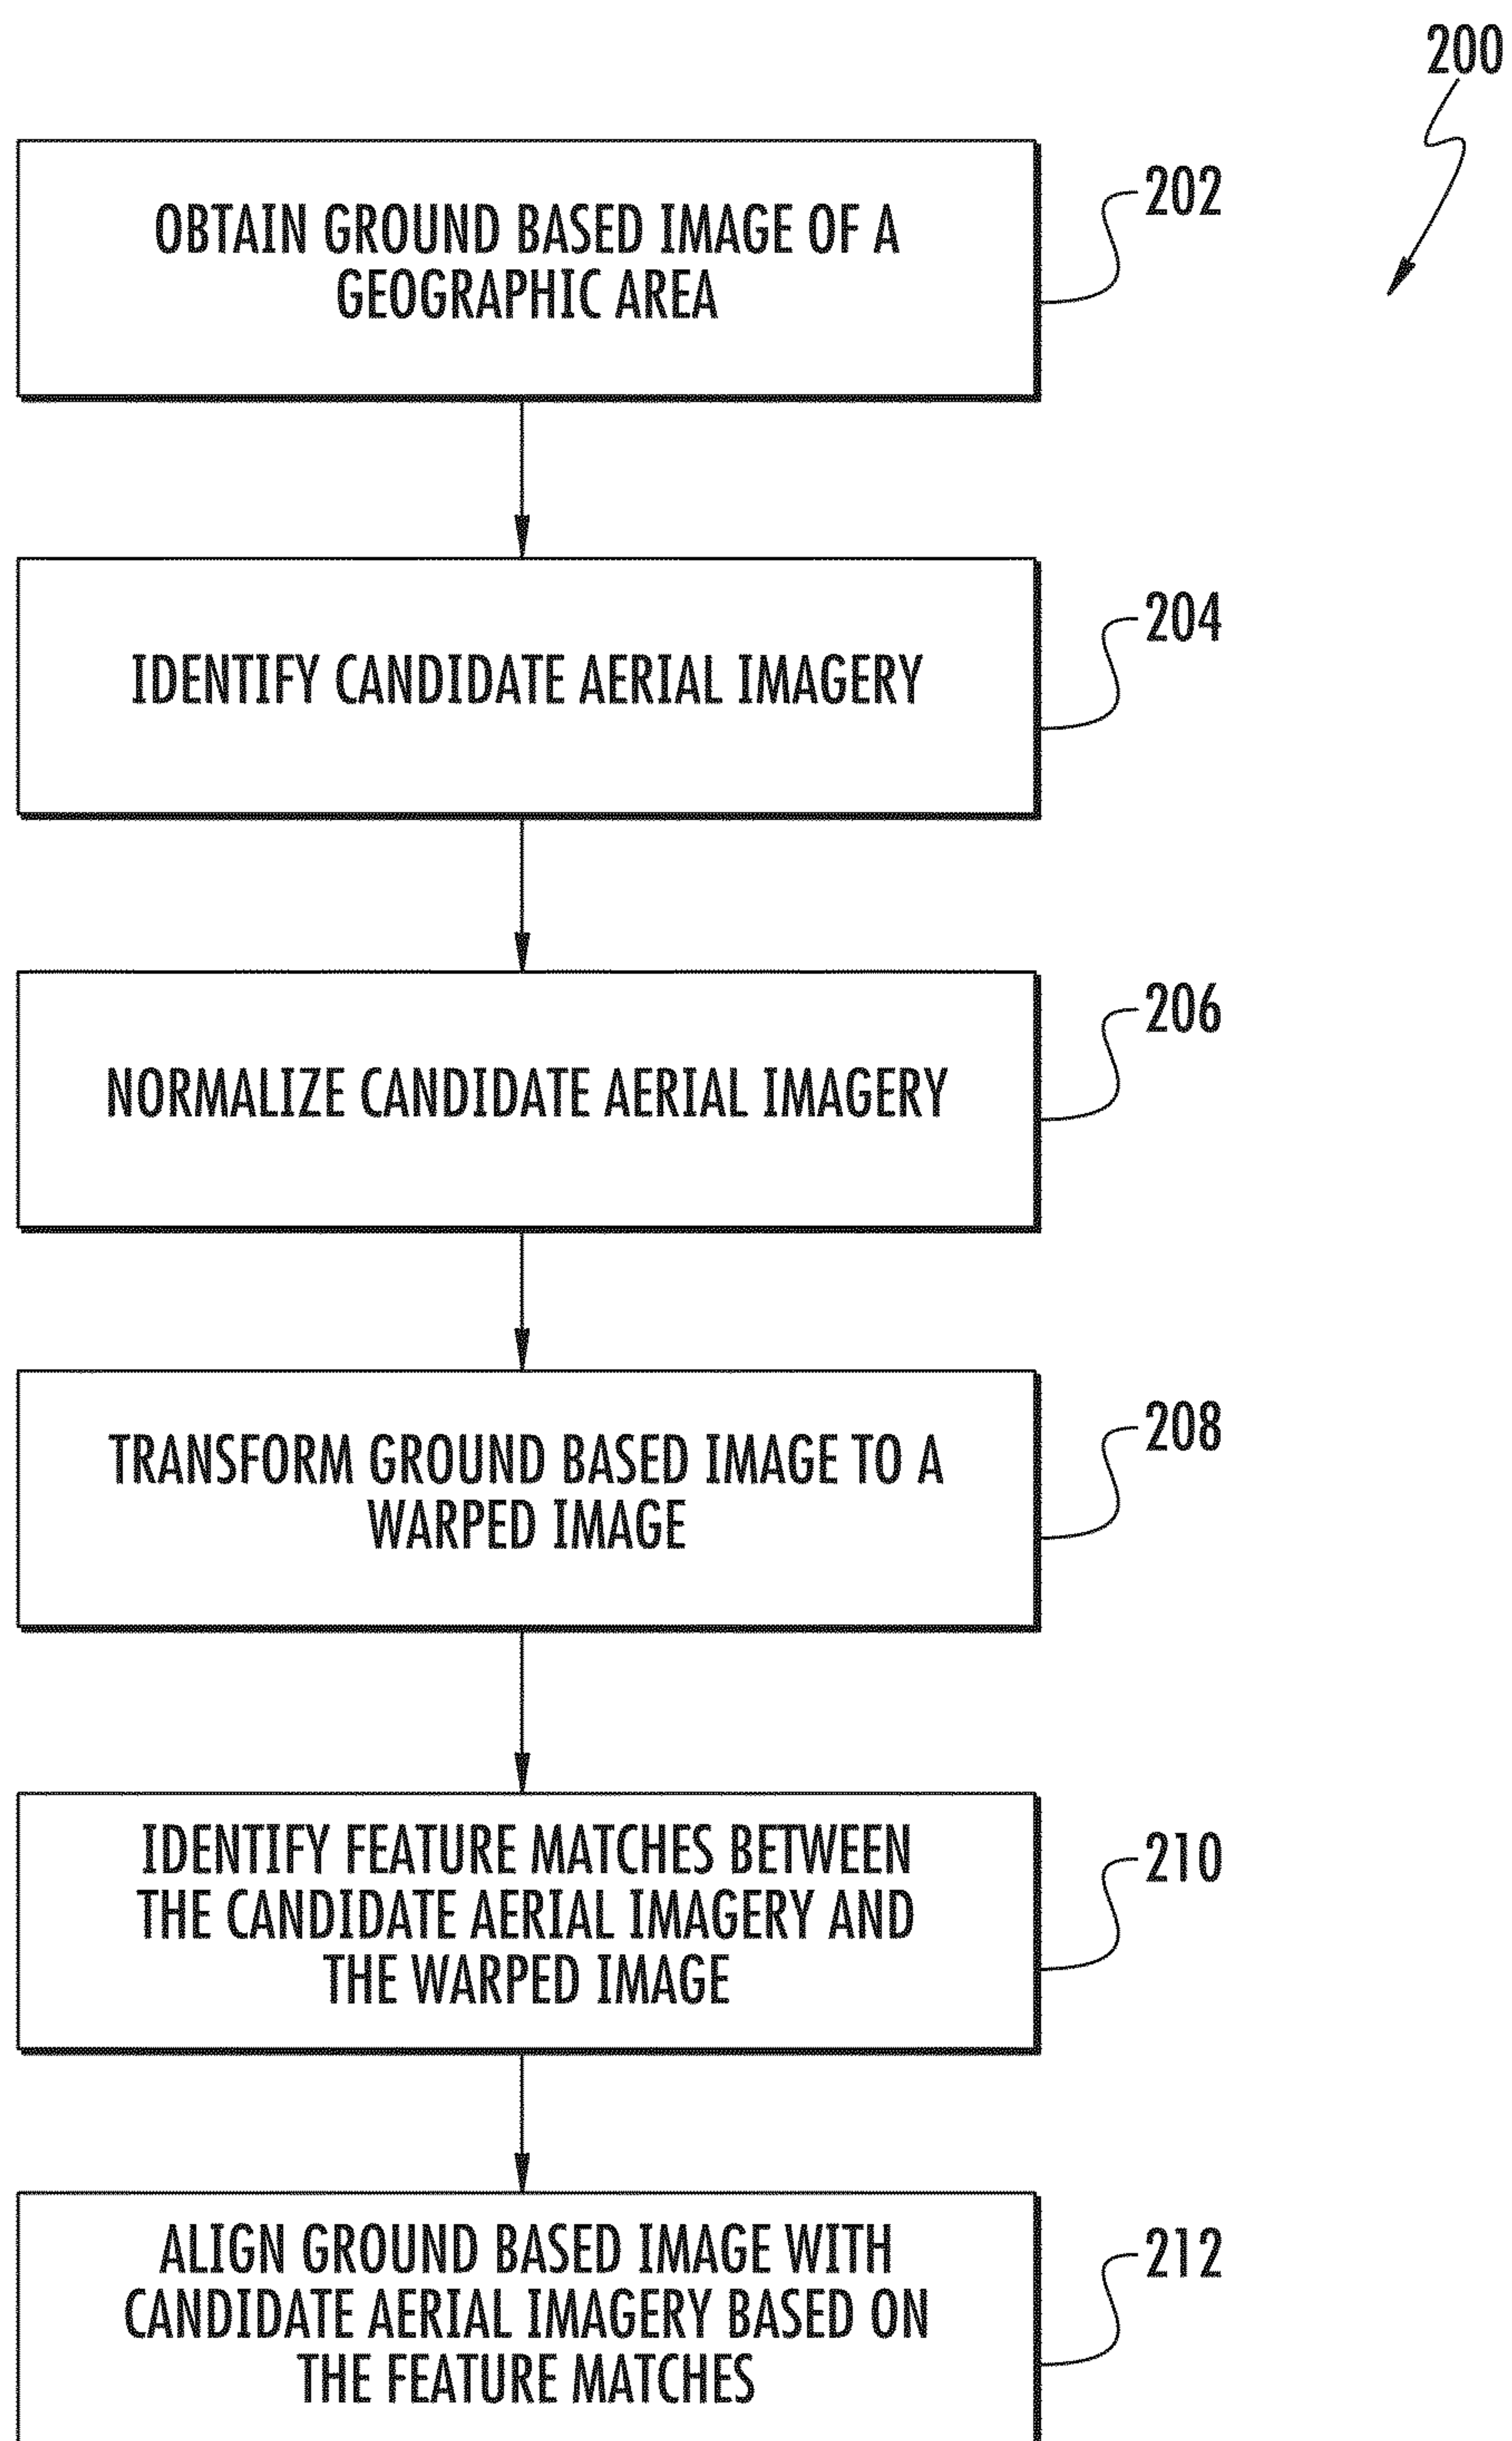 200
OBTAIN GROUND BASED IMAGE OF A
GEOGRAPHIC AREA
202
IDENTIFY CANDIDATE AERIAL IMAGERY
204
NORMALIZE CANDIDATE AERIAL IMAGERY
206
TRANSFORM GROUND BASED IMAGE TO A
WARPED IMAGE
208
IDENTIFY FEATURE MATCHES BETWEEN
THE CANDIDATE AERIAL IMAGERY AND
THE WARPED IMAGE
210
ALIGN GROUND BASED IMAGE WITH
CANDIDATE AERIAL IMAGERY BASED ON
THE FEATURE MATCHES
212